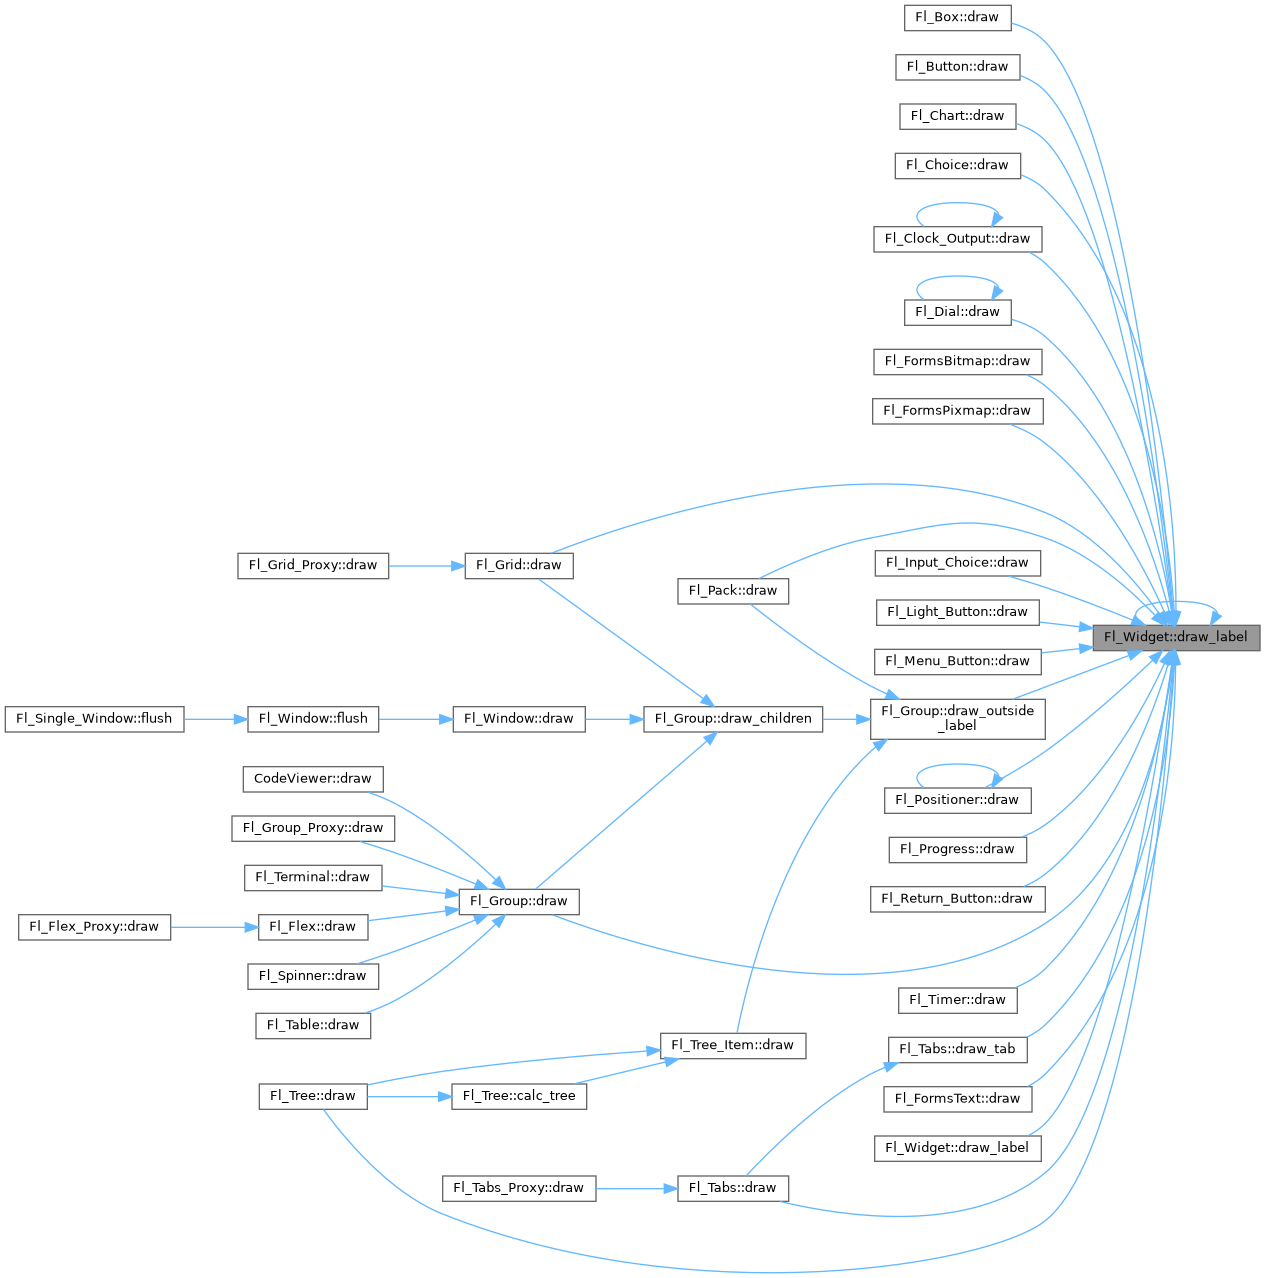 Fl_Box::draw
Fl_Button::draw
Fl_Chart::draw
Fl_Choice::draw
Fl_Clock_Output::draw
Fl_Dial::draw
Fl_FormsBitmap::draw
Fl_FormsPixmap::draw
Fl_Grid_Proxy::draw
Fl_Grid::draw
Fl_Pack::draw
Fl_Input_Choice::draw
Fl_Light_Button::draw
Fl_Widget::draw_label
Fl_Menu_Button::draw
Fl_Single_Window::flush
Fl_Window::flush
Fl_Window::draw
Fl_Group::draw_children
Fl_Group::draw_outside
_label
CodeViewer::draw
Fl_Positioner::draw
Fl_Group_Proxy::draw
Fl_Progress::draw
Fl_Terminal::draw
Fl_Group::draw
Fl_Return_Button::draw
Fl_Flex_Proxy::draw
Fl_Flex::draw
Fl_Spinner::draw
Fl_Timer::draw
Fl_Table::draw
Fl_Tree_Item::draw
Fl_Tabs::draw_tab
Fl_Tree::draw
Fl_Tree::calc_tree
Fl_FormsText::draw
Fl_Widget::draw_label
Fl_Tabs_Proxy::draw
Fl_Tabs::draw